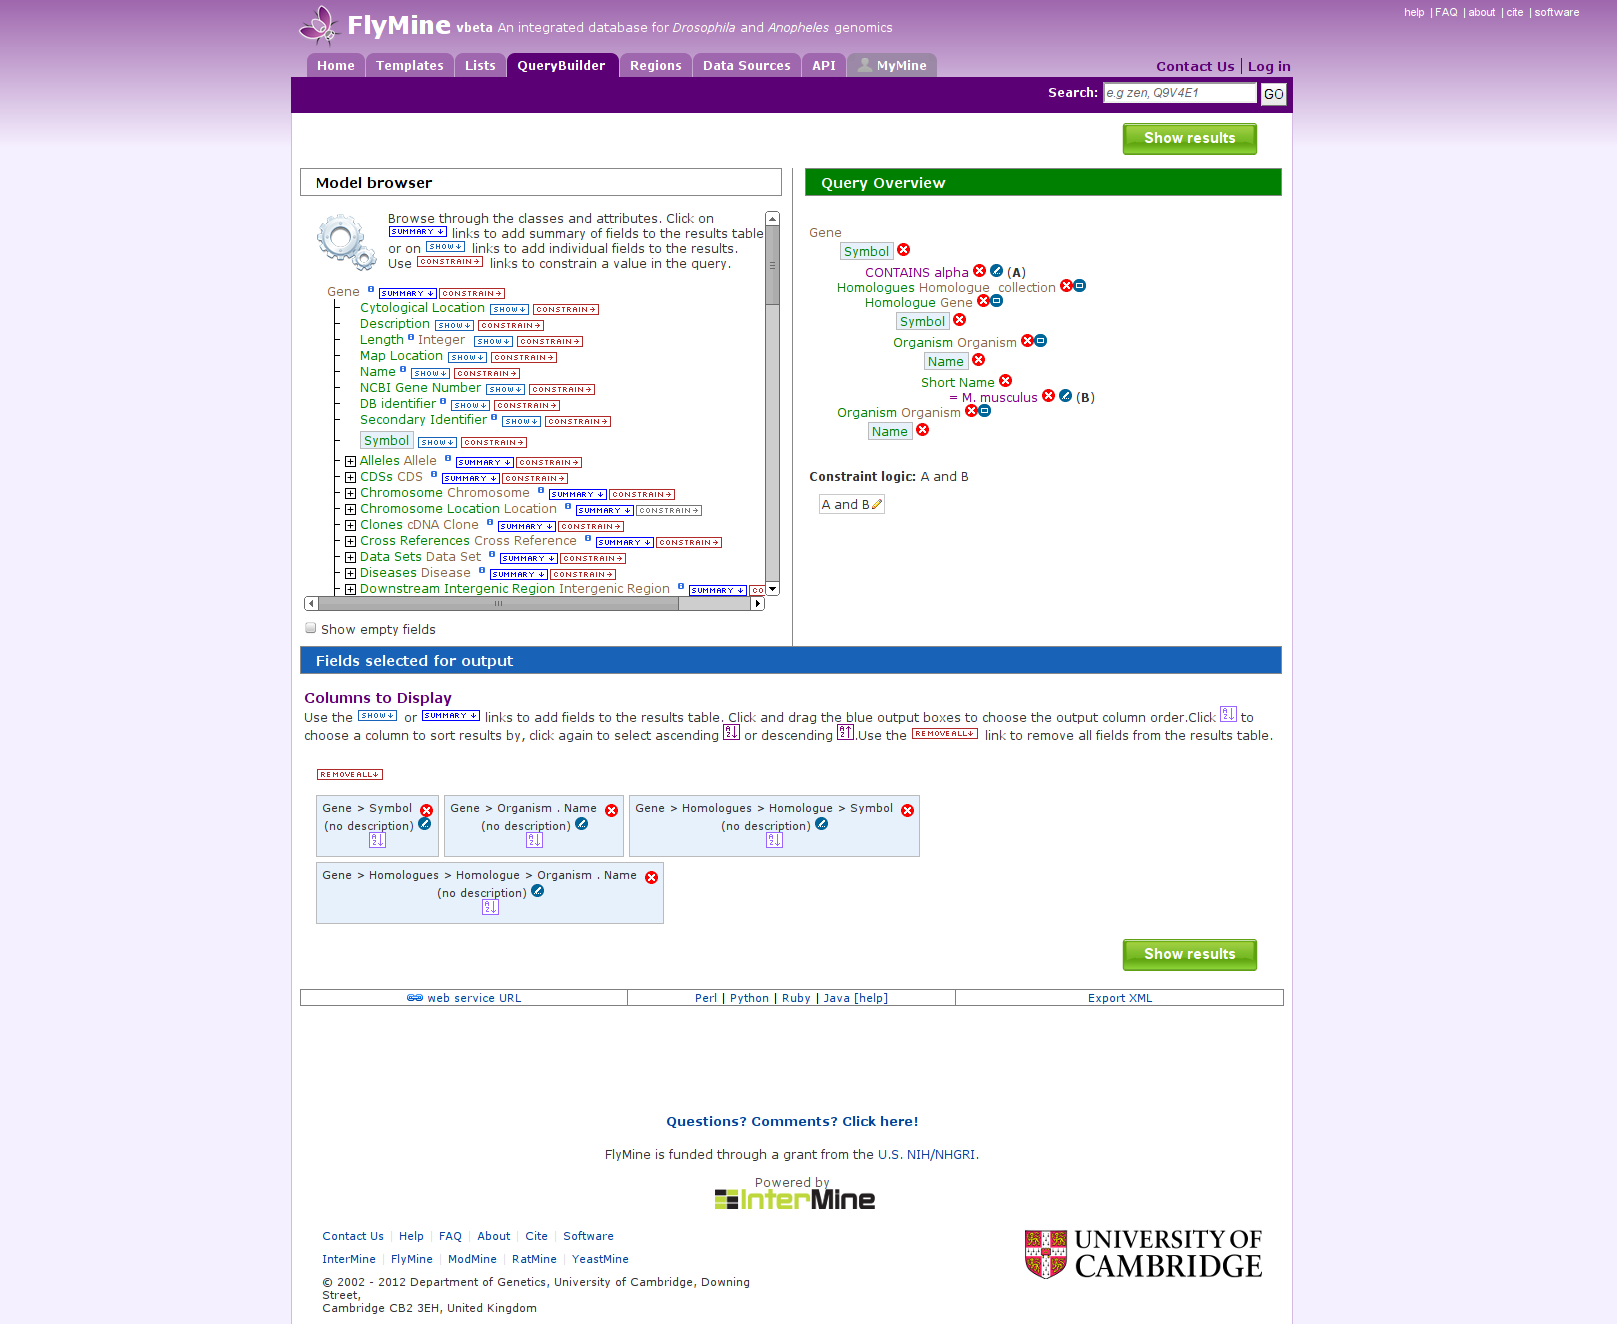 help | FAQ | about | cite | software
FlyMine vbeta An integrated database for Drosophila and Anopheles genomics
Home Templates Lists QueryBuilder Regions Data Sources API MyMine
Contact Us | Log in
Search: e.g zen, Q9V4E1 GO
Show results
Model browser
Browse through the classes and attributes. Click on
SUMMARY links to add summary of fields to the results table
or on SHOW links to add individual fields to the results.
Use CONSTRAIN links to constrain a value in the query.
Gene SUMMARY CONSTRAIN
Cytological Location SHOW CONSTRAIN
Description SHOW CONSTRAIN
Length Integer SHOW CONSTRAIN
Map Location SHOW CONSTRAIN
Name SHOW CONSTRAIN
NCBI Gene Number SHOW CONSTRAIN
DB identifier SHOW CONSTRAIN
Secondary Identifier SHOW CONSTRAIN
Symbol SHOW CONSTRAIN
Alleles Allele SUMMARY CONSTRAIN
CDSs CDS SUMMARY CONSTRAIN
Chromosome Chromosome SUMMARY CONSTRAIN
Chromosome Location Location SUMMARY CONSTRAIN
Clones cDNA Clone SUMMARY CONSTRAIN
Cross References Cross Reference SUMMARY CONSTRAIN
Data Sets Data Set SUMMARY CONSTRAIN
Diseases Disease SUMMARY CONSTRAIN
Downstream Intergenic Region Intergenic Region SUMMARY CO
Show empty fields
Query Overview
Gene
Symbol
CONTAINS alpha (A)
Homologues Homologue collection
Homologue Gene
Symbol
Organism Organism
Name
Short Name
= M. musculus (B)
Organism Organism
Name
Constraint logic: A and B
A and B
Fields selected for output
Columns to Display
Use the SHOW or SUMMARY links to add fields to the results table. Click and drag the blue output boxes to choose the output column order.Click to
choose a column to sort results by, click again to select ascending or descending .Use the REMOVEALL link to remove all fields from the results table.
REMOVEALL
Gene > Symbol
(no description)
Gene > Organism . Name
(no description)
Gene > Homologues > Homologue > Symbol
(no description)
Gene > Homologues > Homologue > Organism . Name
(no description)
Show results
web service URL
Perl | Python | Ruby | Java [help]
Export XML
Questions? Comments? Click here!
FlyMine is funded through a grant from the U.S. NIH/NHGRI.
Powered by
InterMine
Contact Us | Help | FAQ | About | Cite | Software
InterMine | FlyMine | ModMine | RatMine | YeastMine
© 2002 - 2012 Department of Genetics, University of Cambridge, Downing
Street,
Cambridge CB2 3EH, United Kingdom
UNIVERSITY OF
CAMBRIDGE